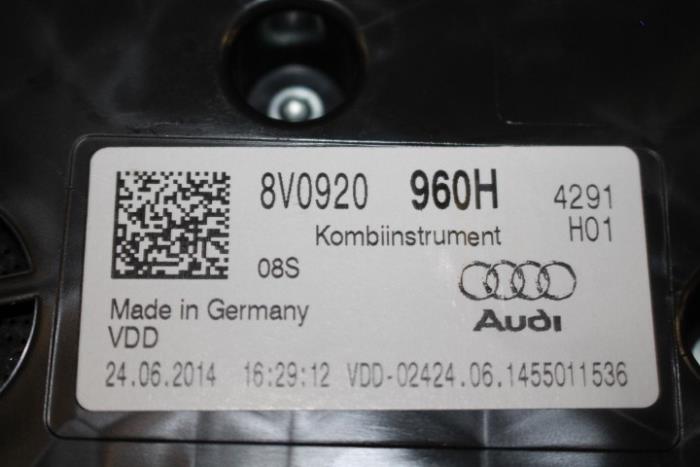 8V0920 960H 4291
Kombiinstrument H01
08S
Audi
Made in Germany
VDD
24.06.2014 16:29:12 VDD-02424.06.1455011536